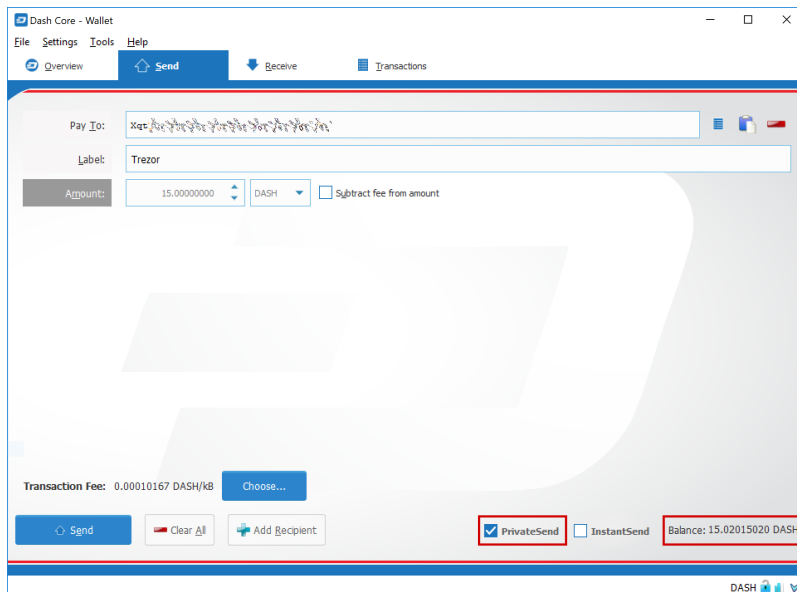 Dash Core - Wallet
File Settings Tools Help
Overview Send Receive Transactions
Pay To: Xqt
Label: Trezor
Amount: 15.00000000 DASH Subtract fee from amount
Transaction Fee: 0.00010167 DASH/kB Choose...
Send Clear All Add Recipient PrivateSend InstantSend Balance: 15.02015020 DASH
DASH